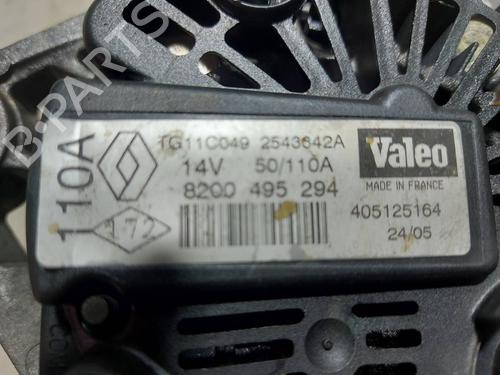 B-PARTS
110A
172
TG11C049 2543642A
14V 50/110A
8200 495 294
Valeo
MADE IN FRANCE
405125164
24/05